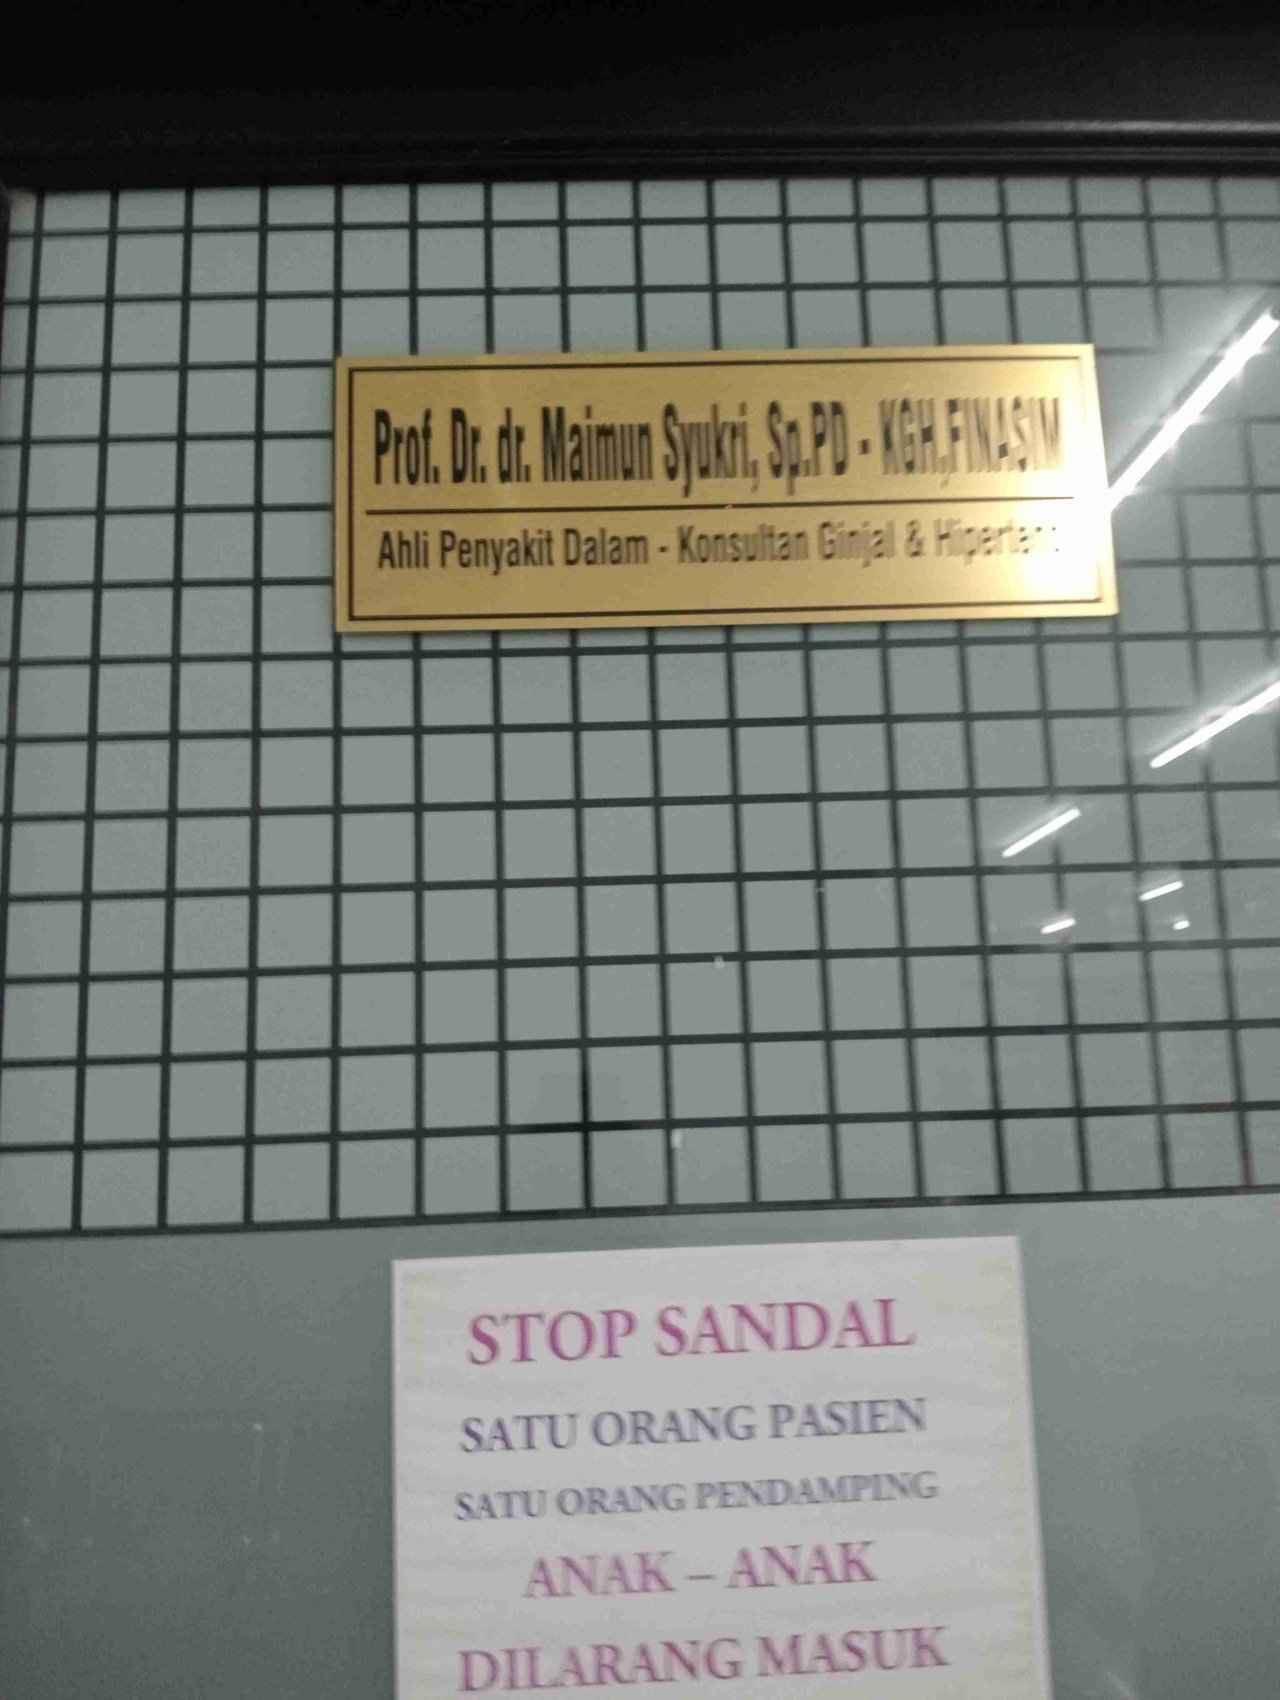 Prof. Dr. dr. Maimun Syukri, Sp.PD - KGH,FINASIM
Ahli Penyakit Dalam - Konsultan Ginjal &
STOP SANDAL
SATU ORANG PASIEN
SATU ORANG PENDAMPING
ANAK – ANAK
DILARANG MASUK